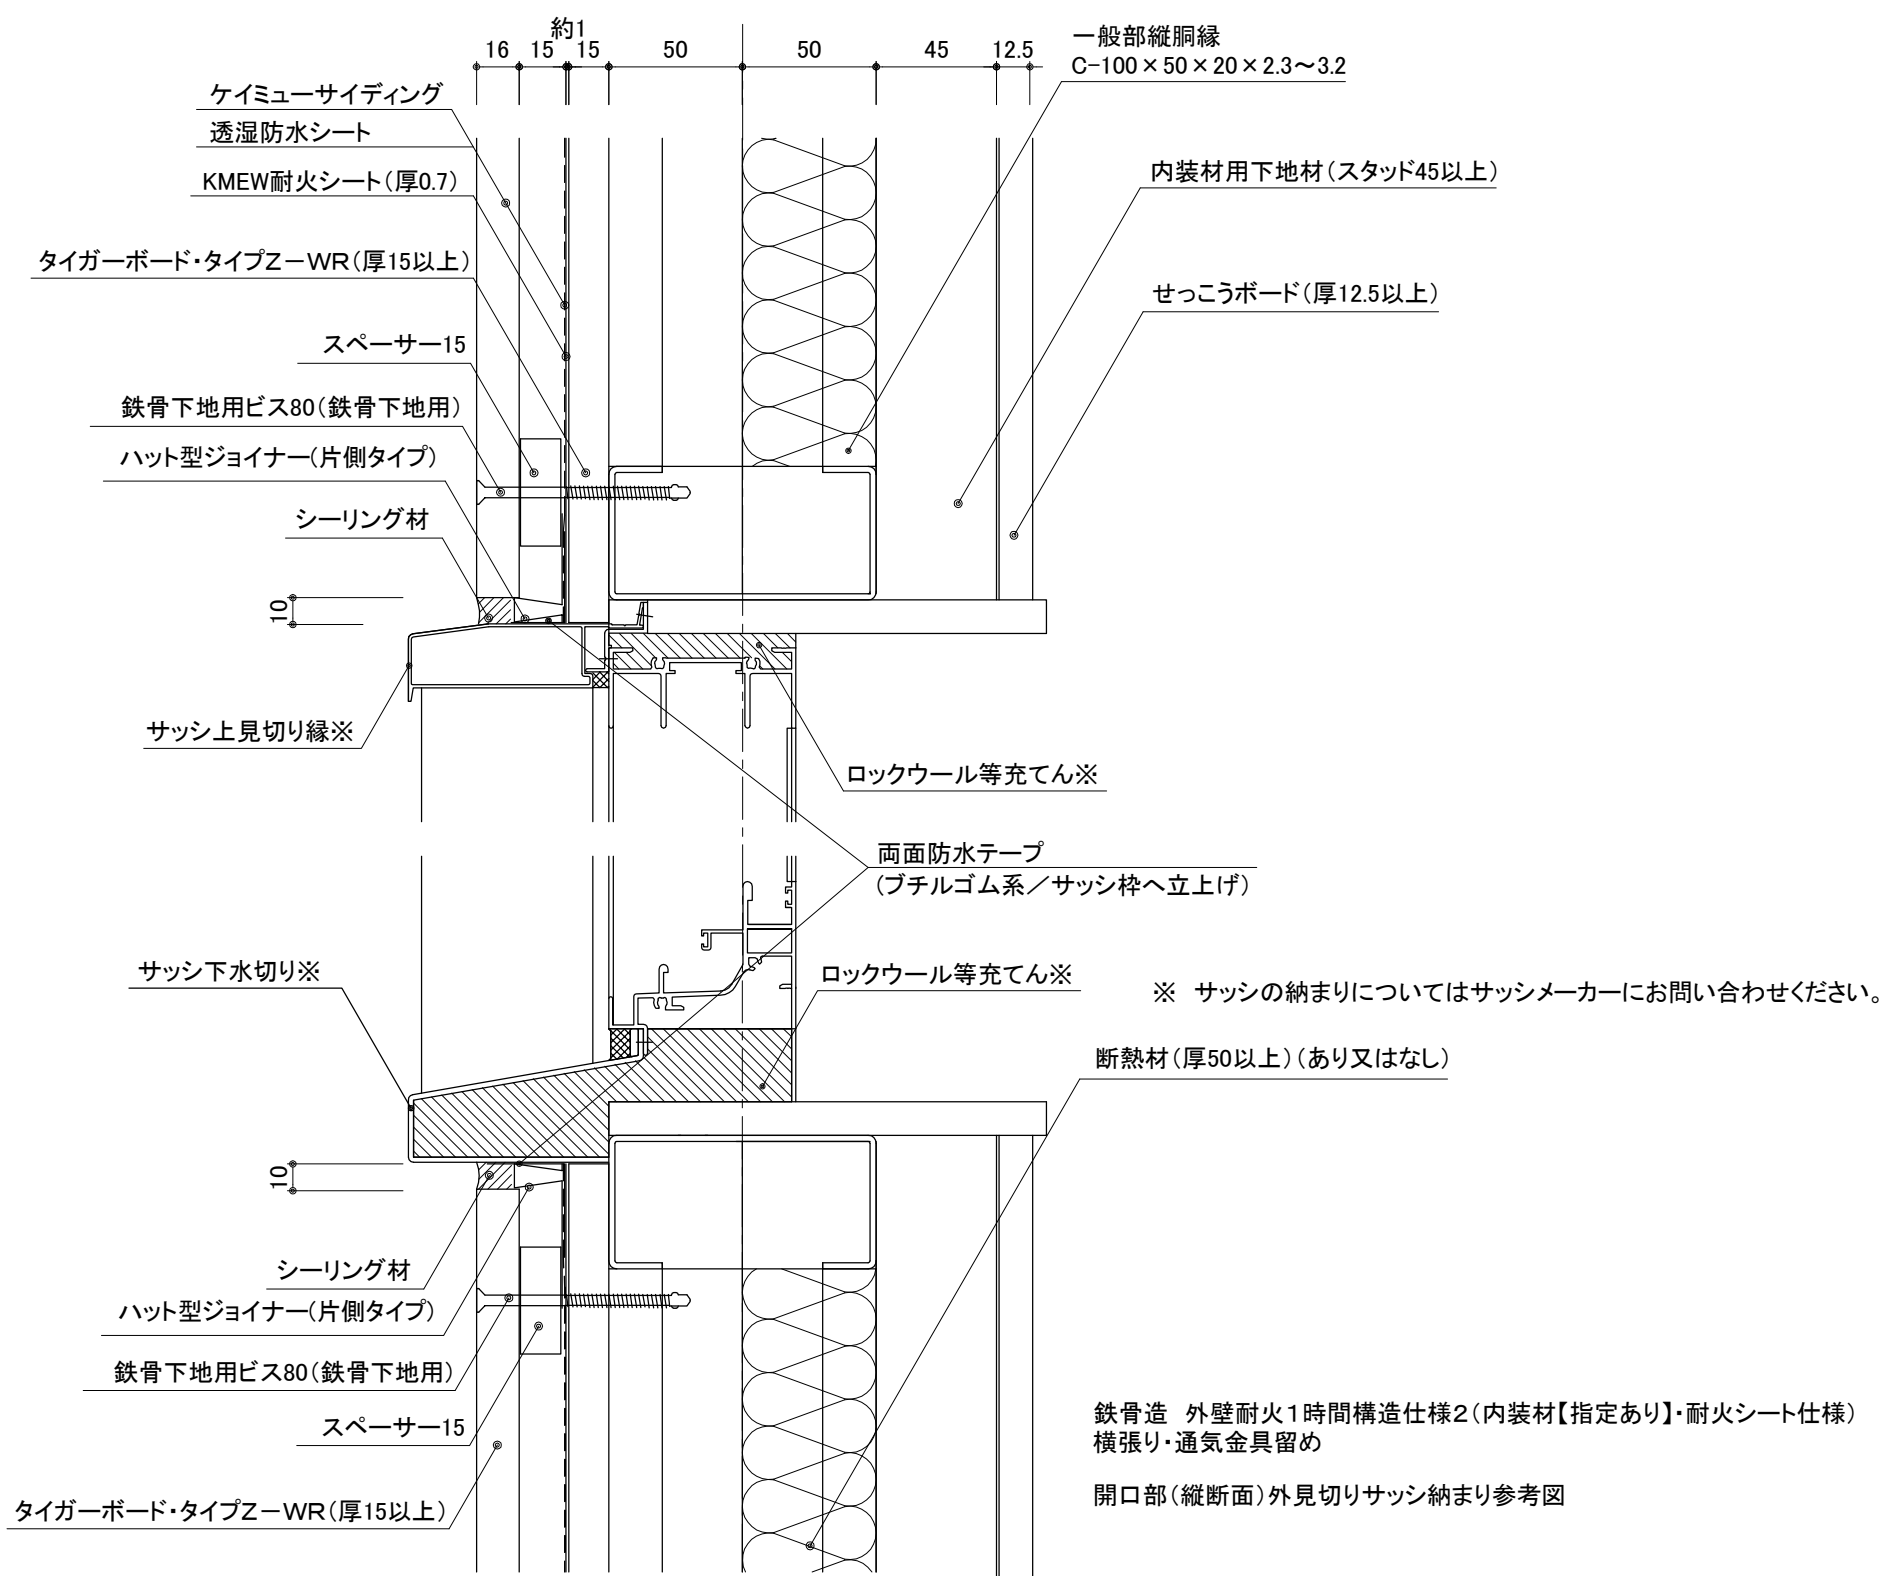 約1
16 15 15 50 50 45 12.5
一般部縦胴縁
C-100×50×20×2.3～3.2
ケイミューサイディング
透湿防水シート
KMEW耐火シート（厚0.7）
内装材用下地材（スタッド45以上）
タイガーボード・タイプZ－WR（厚15以上）
せっこうボード（厚12.5以上）
スペーサー15
鉄骨下地用ビス80（鉄骨下地用）
ハット型ジョイナー(片側タイプ)
シーリング材
10
サッシ上見切り縁※
ロックウール等充てん※
両面防水テープ
（ブチルゴム系／サッシ枠へ立上げ）
サッシ下水切り※
ロックウール等充てん※
※　サッシの納まりについてはサッシメーカーにお問い合わせください。
断熱材（厚50以上）（あり又はなし）
10
シーリング材
ハット型ジョイナー(片側タイプ)
鉄骨下地用ビス80（鉄骨下地用）
スペーサー15
タイガーボード・タイプZ－WR（厚15以上）
鉄骨造　外壁耐火１時間構造仕様２（内装材【指定あり】・耐火シート仕様）
横張り・通気金具留め
開口部（縦断面）外見切りサッシ納まり参考図